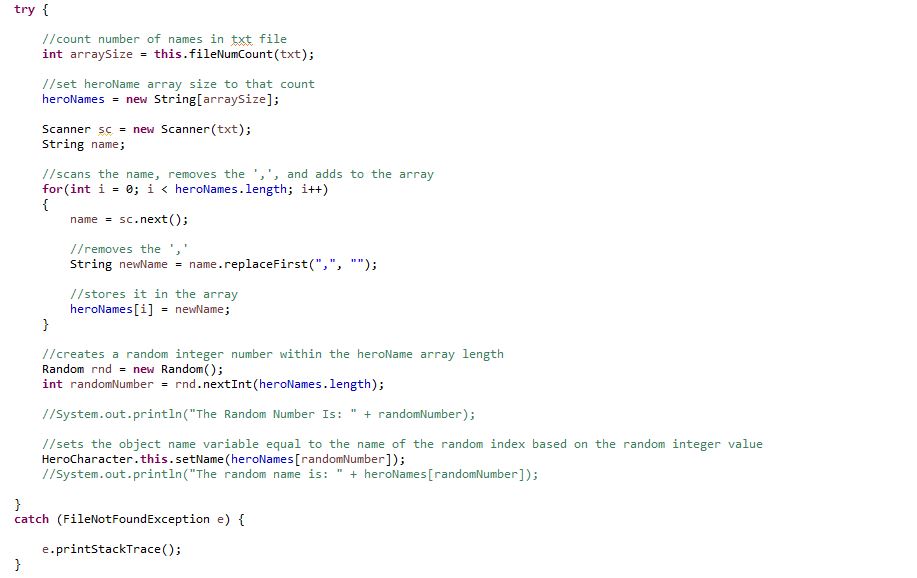 try {
//count number of names in txt file
int arraySize = this.fileNumCount(txt);
//set heroName array size to that count
heroNames = new String[arraySize];
Scanner sc = new Scanner(txt);
String name;
//scans the name, removes the ',', and adds to the array
for(int i = 0; i < heroNames.length; i++)
{
name = sc.next();
//removes the ','
String newName = name.replaceFirst(",", "");
//stores it in the array
heroNames[i] = newName;
}
//creates a random integer number within the heroName array length
Random rnd = new Random();
int randomNumber = rnd.nextInt(heroNames.length);
//System.out.println("The Random Number Is: " + randomNumber);
//sets the object name variable equal to the name of the random index based on the random integer value
HeroCharacter.this.setName(heroNames[randomNumber]);
//System.out.println("The random name is: " + heroNames[randomNumber]);
}
catch (FileNotFoundException e) {
e.printStackTrace();
}